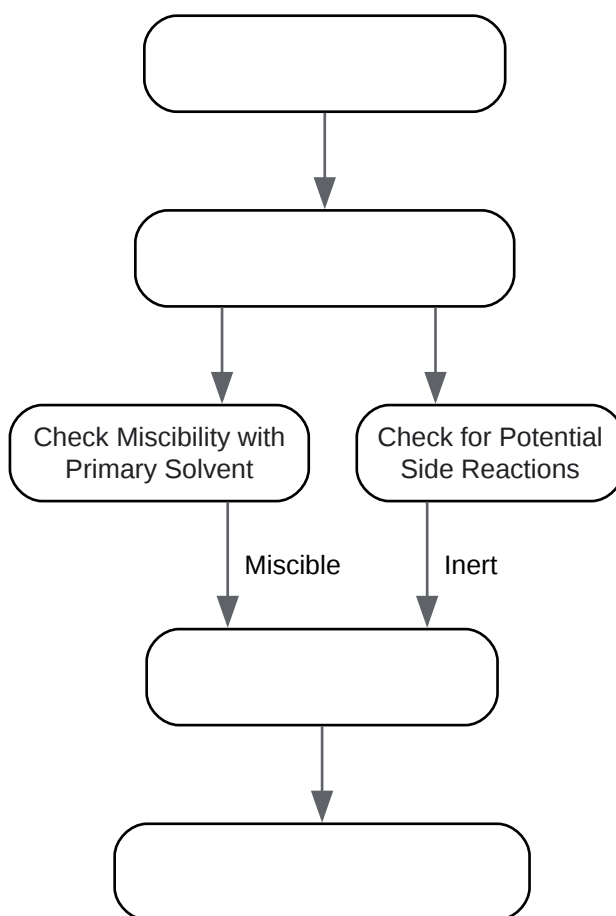 Check Miscibility with
Primary Solvent
Check for Potential
Side Reactions
Miscible
Inert